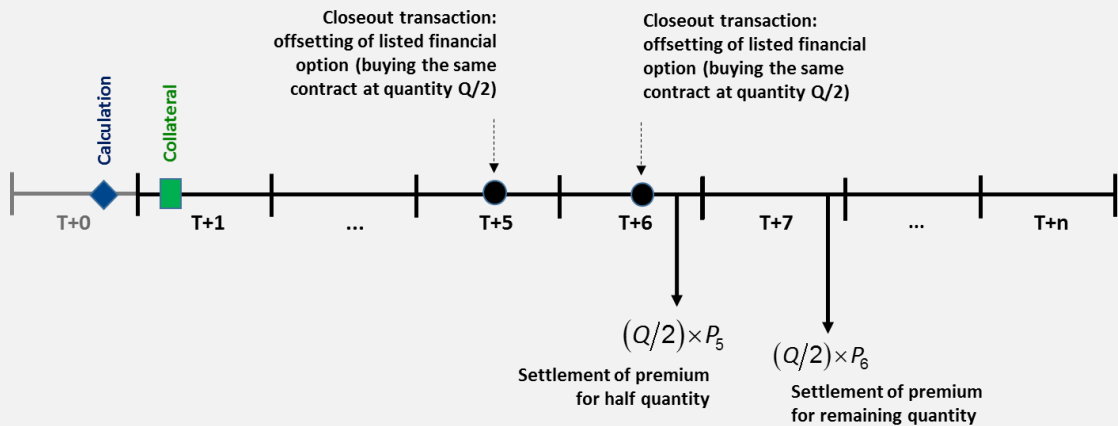 Closeout transaction:
offsetting of listed financial
option (buying the same
contract at quantity Q/2)
Closeout transaction:
offsetting of listed financial
option (buying the same
contract at quantity Q/2)
Calculation
Collateral
T+0
T+1
...
T+5
T+6
T+7
...
T+n
(Q/2)×P₅
Settlement of premium
for half quantity
(Q/2)×P₆
Settlement of premium
for remaining quantity